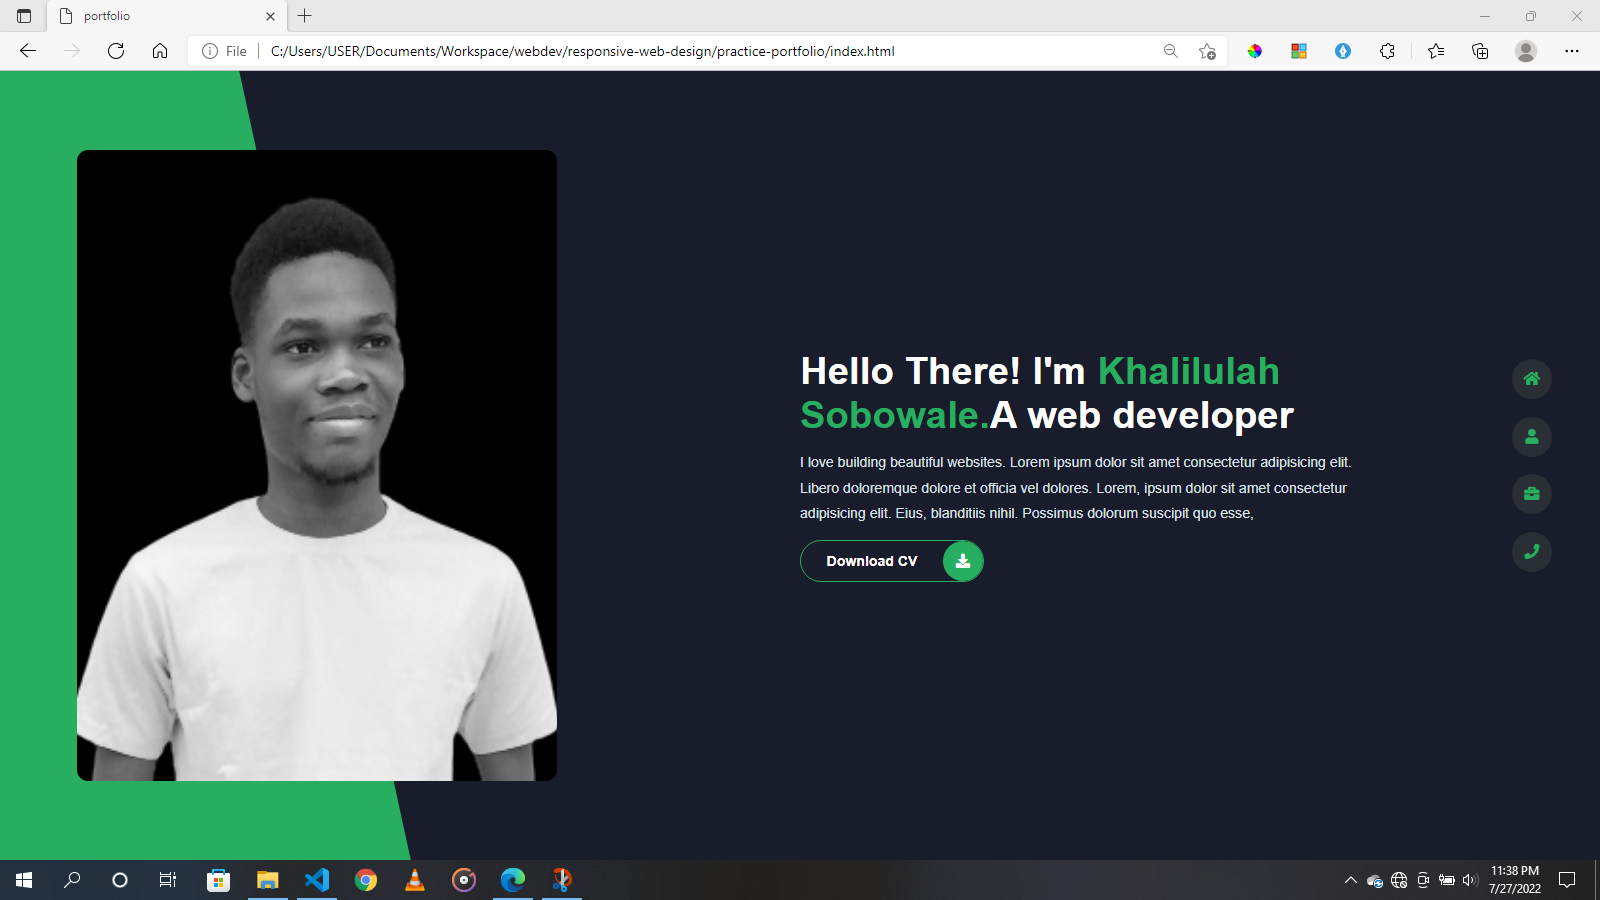 portfolio
File
C:/Users/USER/Documents/Workspace/webdev/responsive-web-design/practice-portfolio/index.html
Hello There! I'm Khalilulah
Sobowale.A web developer
I love building beautiful websites. Lorem ipsum dolor sit amet consectetur adipisicing elit.
Libero doloremque dolore et officia vel dolores. Lorem, ipsum dolor sit amet consectetur
adipisicing elit. Eius, blanditiis nihil. Possimus dolorum suscipit quo esse,
Download CV
11:38 PM
7/27/2022